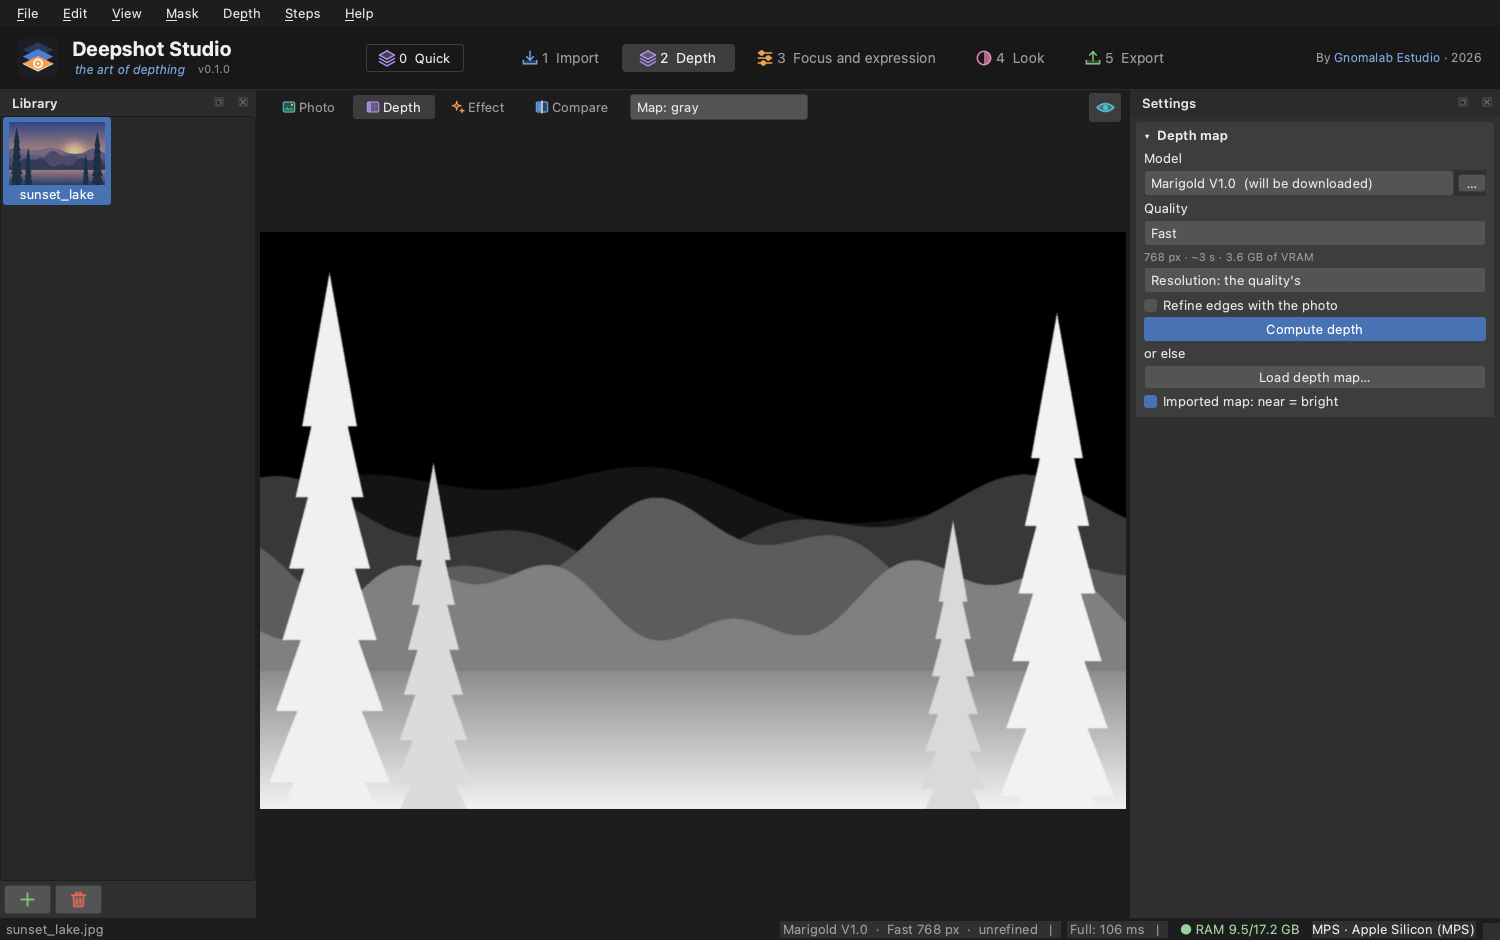 File Edit View Mask Depth Steps Help
Deepshot Studio
the art of depthing v0.1.0
0 Quick
1 Import
2 Depth
3 Focus and expression
4 Look
5 Export
By Gnomalab Estudio · 2026
Library
sunset_lake
Photo
Depth
Effect
Compare
Map: gray
Settings
Depth map
Model
Marigold V1.0 (will be downloaded)
...
Quality
Fast
768 px · ~3 s · 3.6 GB of VRAM
Resolution: the quality's
Refine edges with the photo
Compute depth
or else
Load depth map...
Imported map: near = bright
sunset_lake.jpg
Marigold V1.0 · Fast 768 px · unrefined |
Full: 106 ms |
RAM 9.5/17.2 GB
MPS · Apple Silicon (MPS)